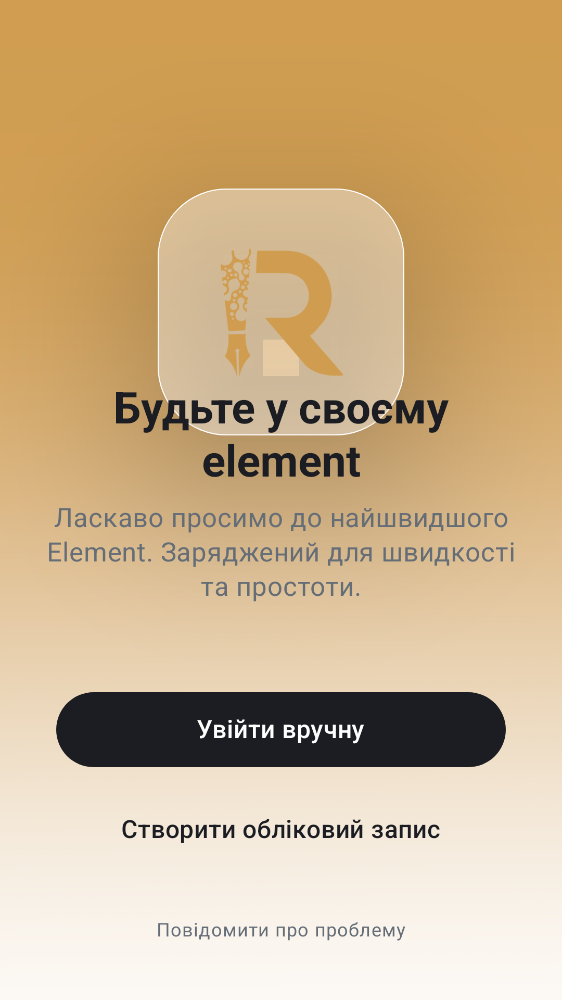 R
Будьте у своєму
element
Ласкаво просимо до найшвидшого
Element. Заряджений для швидкості
та простоти.
Увійти вручну
Створити обліковий запис
Повідомити про проблему